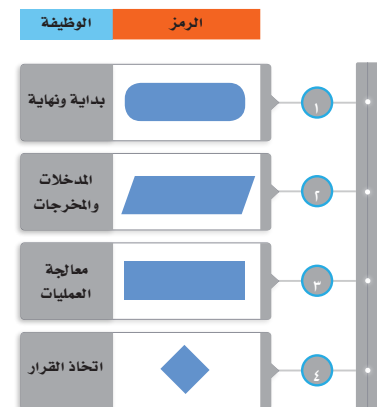 الرمز الوظيفة
١ بداية ونهاية
٢ المدخلات
والمخرجات
٣ معالجة
العمليات
٤ اتخاذ القرار